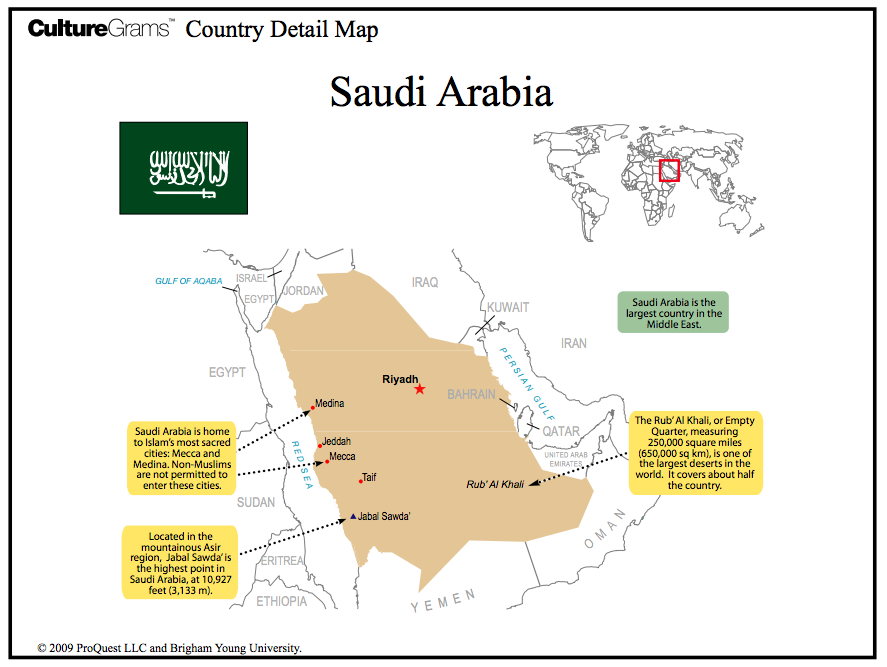 CultureGrams™ Country Detail Map
Saudi Arabia
GULF OF AQABA
ISRAEL
JORDAN
EGYPT
IRAQ
KUWAIT
IRAN
Saudi Arabia is the
largest country in the
Middle East.
EGYPT
Riyadh
PERSIAN GULF
BAHRAIN
QATAR
UNITED ARAB
EMIRATES
Medina
Jeddah
Mecca
Taif
RED SEA
Saudi Arabia is home
to Islam's most sacred
cities: Mecca and
Medina. Non-Muslims
are not permitted to
enter these cities.
The Rub' Al Khali, or Empty
Quarter, measuring
250,000 square miles
(650,000 sq km), is one of
the largest deserts in the
world. It covers about half
the country.
Rub' Al Khali
SUDAN
Jabal Sawda'
OMAN
Located in the
mountainous Asir
region, Jabal Sawda' is
the highest point in
Saudi Arabia, at 10,927
feet (3,133 m).
ERITREA
ETHIOPIA
YEMEN
© 2009 ProQuest LLC and Brigham Young University.